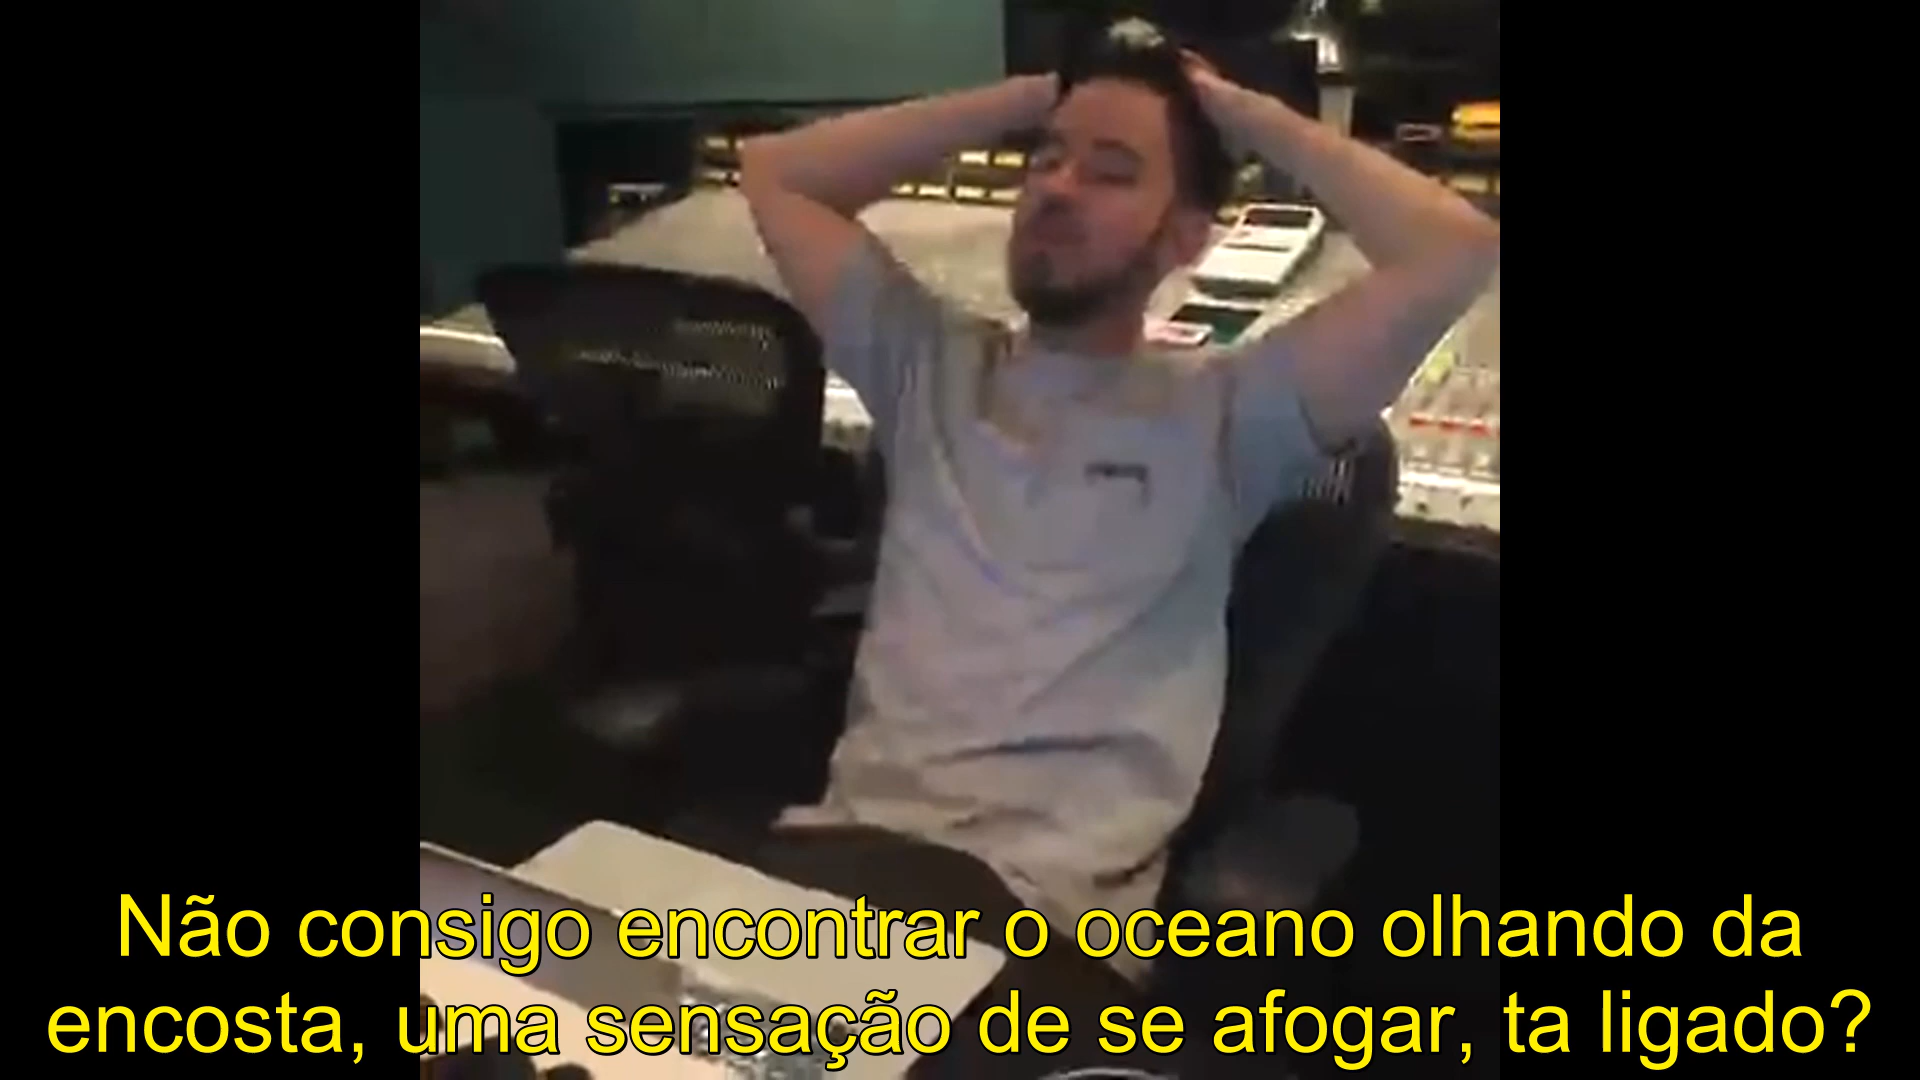 Não consigo encontrar o oceano olhando da
encosta, uma sensação de se afogar, ta ligado?